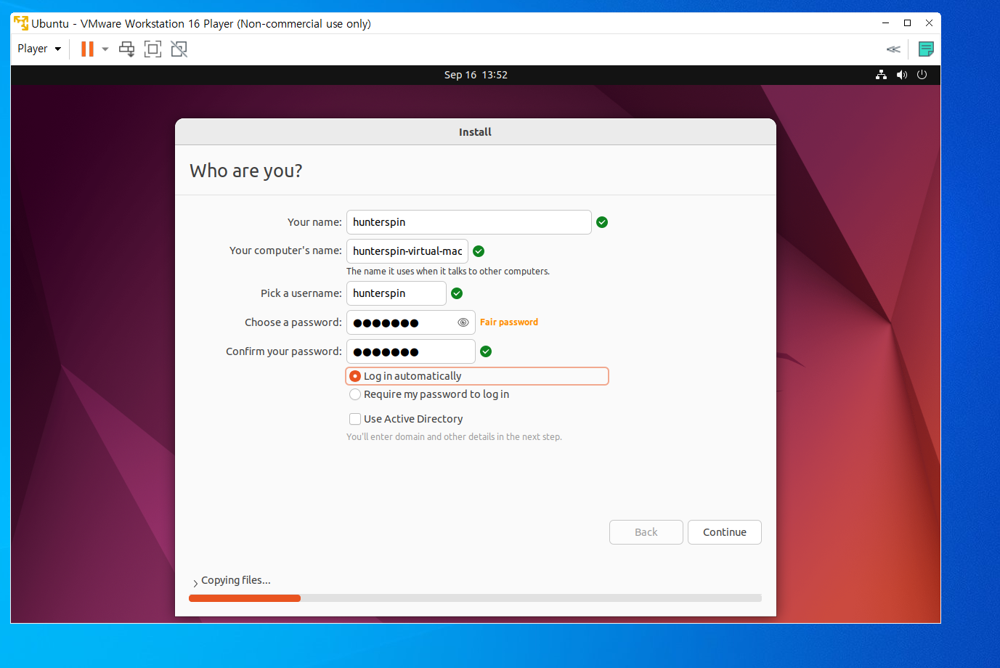 Ubuntu - VMware Workstation 16 Player (Non-commercial use only)
Player
Sep 16 13:52
Install
Who are you?
Your name: hunterspin
Your computer's name: hunterspin-virtual-mac
The name it uses when it talks to other computers.
Pick a username: hunterspin
Choose a password: ●●●●●●● Fair password
Confirm your password: ●●●●●●●
Log in automatically
Require my password to log in
Use Active Directory
You'll enter domain and other details in the next step.
Back Continue
Copying files...